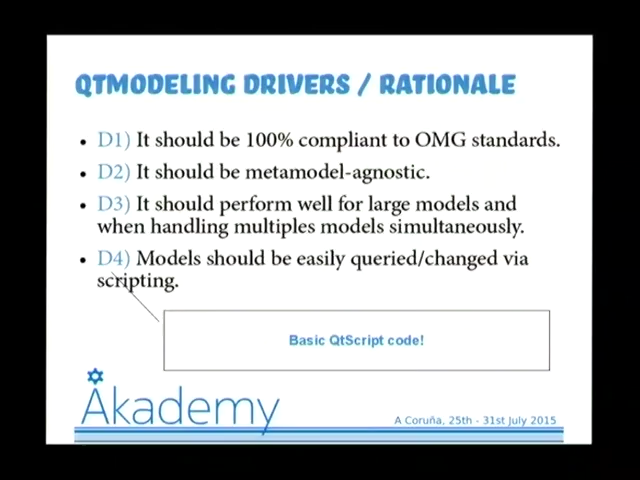 QTMODELING DRIVERS / RATIONALE
• D1) It should be 100% compliant to OMG standards.
• D2) It should be metamodel-agnostic.
• D3) It should perform well for large models and
when handling multiples models simultaneously.
• D4) Models should be easily queried/changed via
scripting.
Basic QtScript code!
Akademy
A Coruña, 25th - 31st July 2015